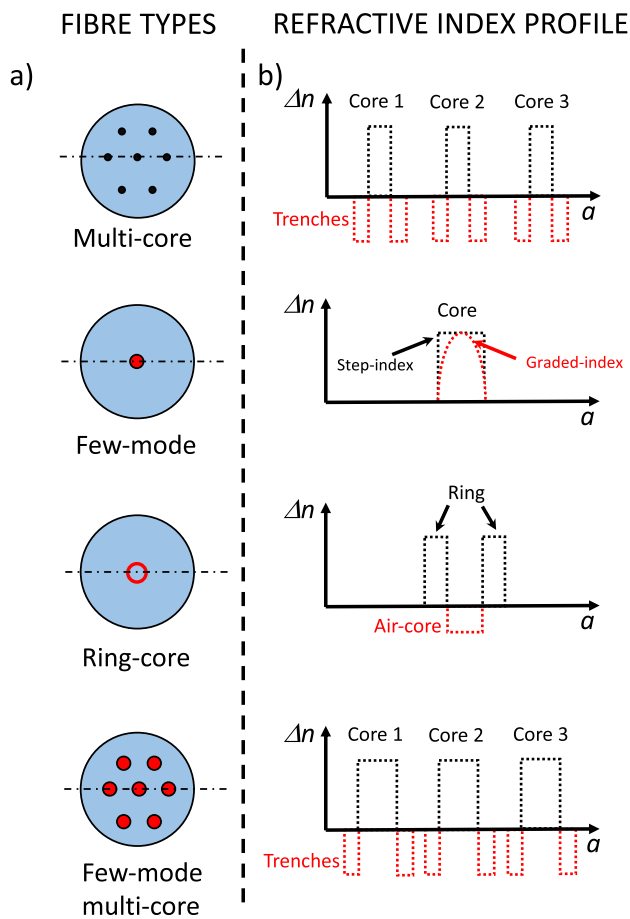 FIBRE TYPES
REFRACTIVE INDEX PROFILE
a)
b)
Multi-core
Δn
Core 1
Core 2
Core 3
Trenches
a
Few-mode
Δn
Core
Step-index
Graded-index
a
Ring-core
Δn
Ring
Air-core
a
Few-mode
multi-core
Δn
Core 1
Core 2
Core 3
Trenches
a